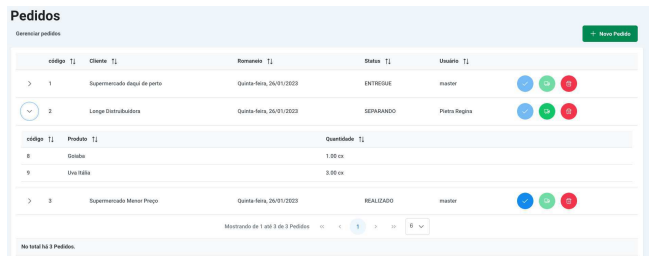 Pedidos
Gerenciar pedidos
+ Novo Pedido
código Cliente Romaneio Status Usuário
1 Supermercado daqui de perto Quinta-feira, 26/01/2023 ENTREGUE master
2 Longe Distruibuidora Quinta-feira, 26/01/2023 SEPARANDO Pietra Regina
código Produto Quantidade
8 Goiaba 1.00 cx
9 Uva Itália 3.00 cx
3 Supermercado Menor Preço Quinta-feira, 26/01/2023 REALIZADO master
Mostrando de 1 até 3 de 3 Pedidos « ‹ 1 › » 6
No total há 3 Pedidos.